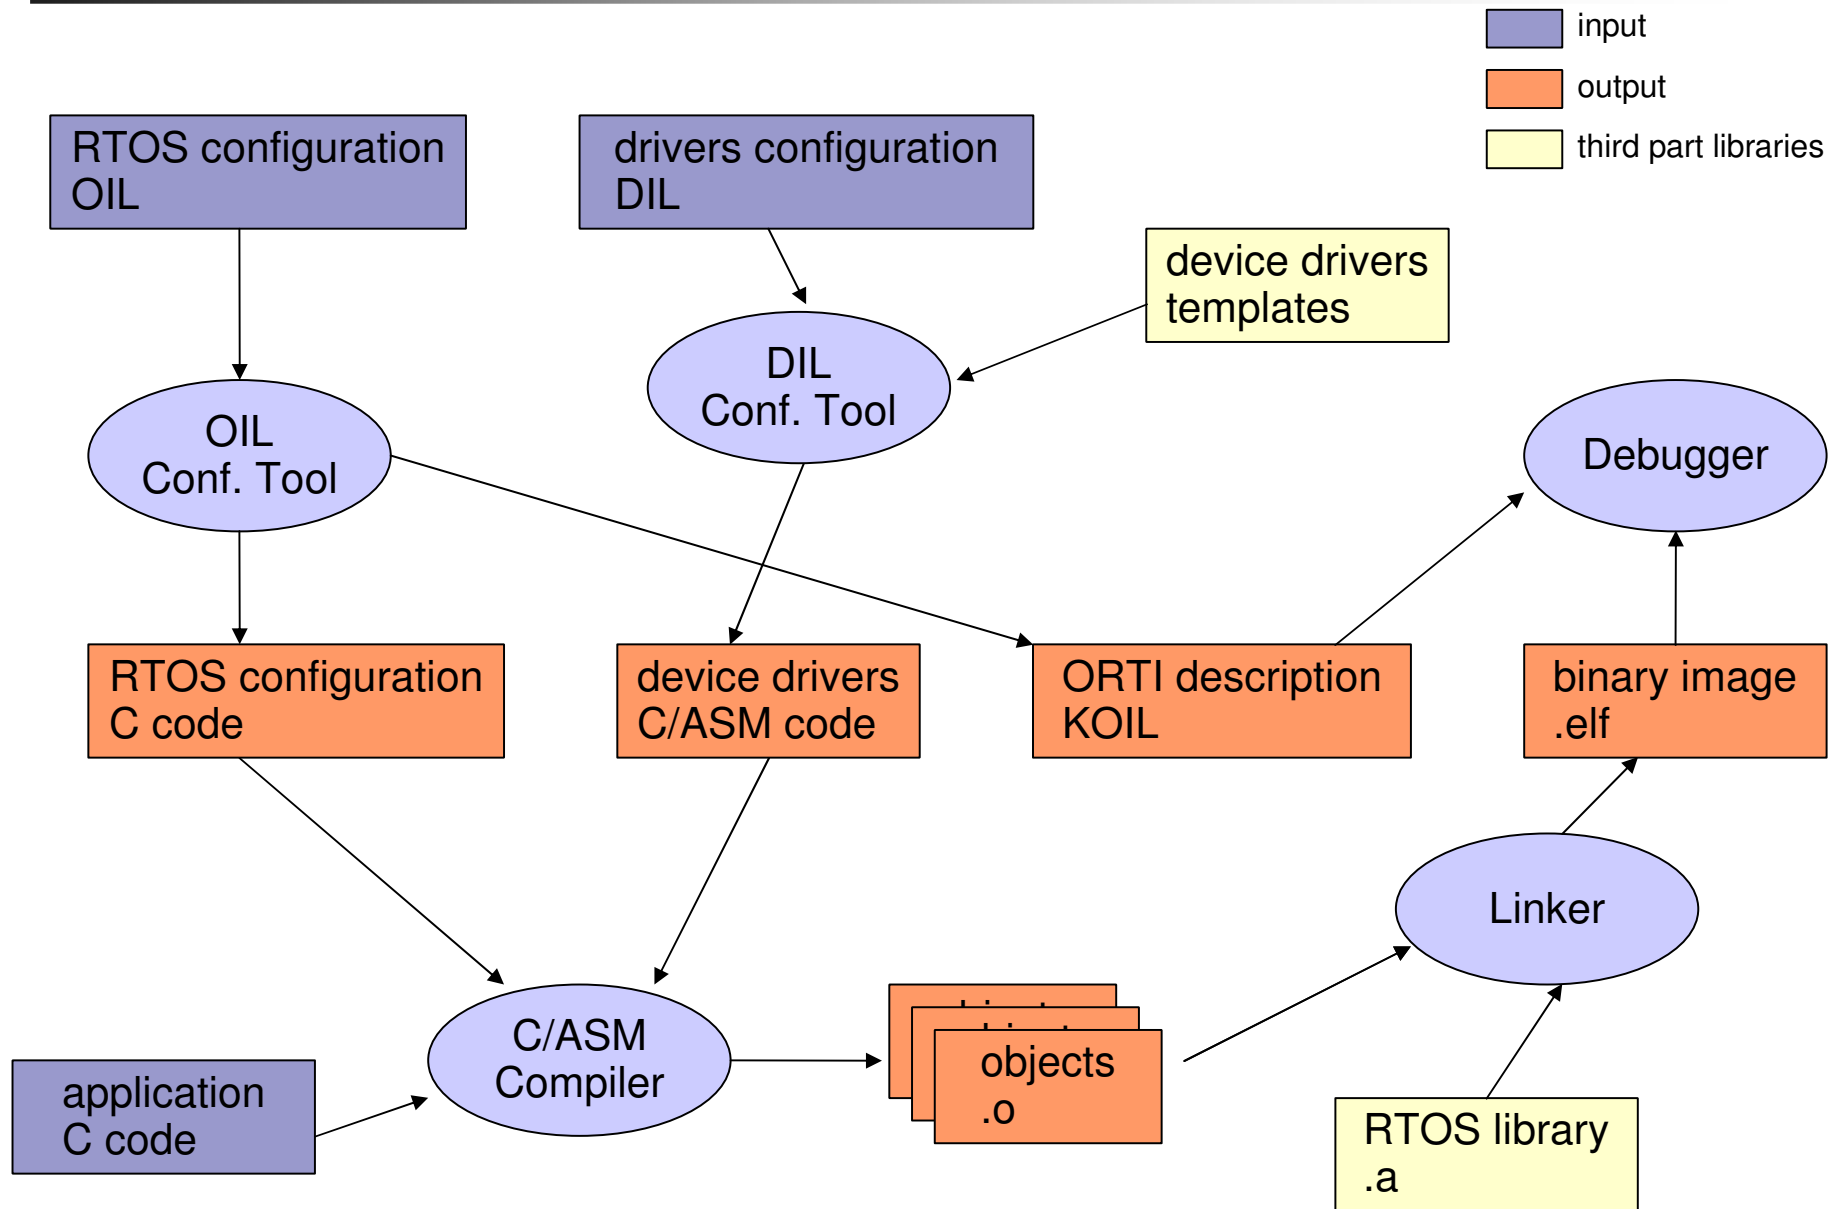 input
output
third part libraries
RTOS configuration
OIL
drivers configuration
DIL
device drivers
templates
DIL
Conf. Tool
OIL
Conf. Tool
Debugger
RTOS configuration
C code
device drivers
C/ASM code
ORTI description
KOIL
binary image
.elf
Linker
C/ASM
Compiler
objects
.o
application
C code
RTOS library
.a